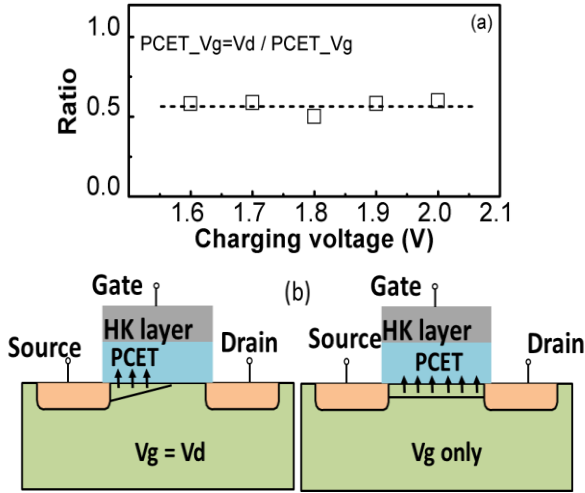 (a)
PCET_Vg=Vd / PCET_Vg
Ratio
1.0
0.5
0.0
1.6 1.7 1.8 1.9 2.0 2.1
Charging voltage (V)
(b)
Gate
HK layer
Source
PCET
Drain
Vg = Vd
Gate
HK layer
Source
PCET
Drain
Vg only